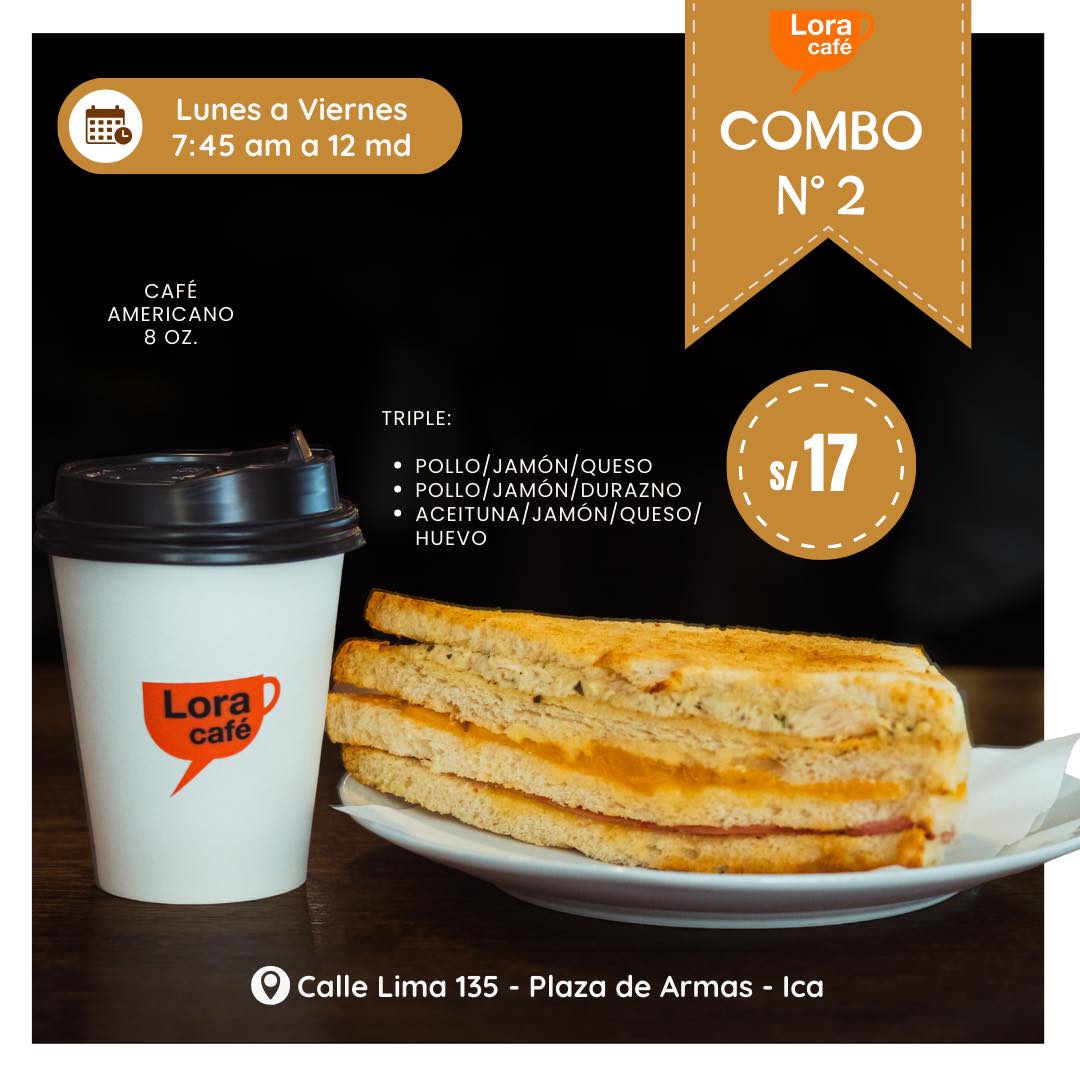 Lora
café
COMBO
N° 2
Lunes a Viernes
7:45 am a 12 md
CAFÉ
AMERICANO
8 OZ.
TRIPLE:
• POLLO/JAMÓN/QUESO
• POLLO/JAMÓN/DURAZNO
• ACEITUNA/JAMÓN/QUESO/
HUEVO
S/ 17
Lora
café
Calle Lima 135 - Plaza de Armas - Ica